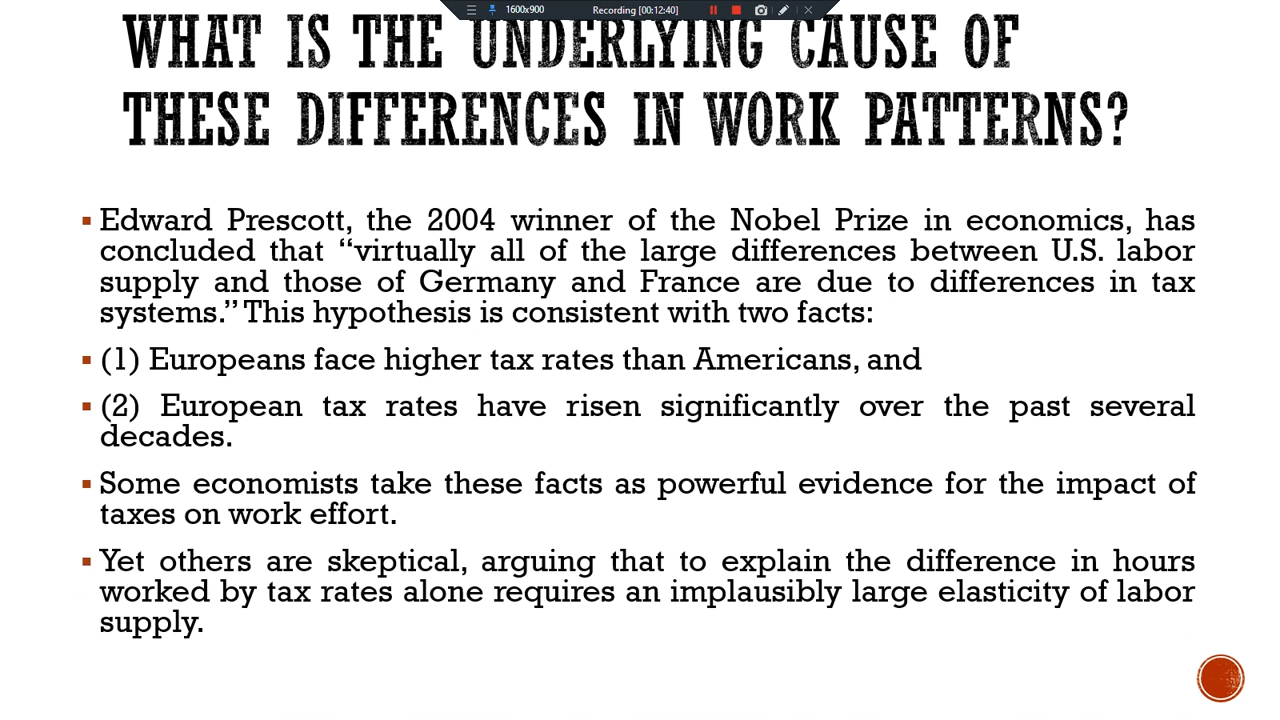 1600x900
Recording [00:12:40]
WHAT IS THE UNDERLYING CAUSE OF
THESE DIFFERENCES IN WORK PATTERNS?
▪ Edward Prescott, the 2004 winner of the Nobel Prize in economics, has
concluded that “virtually all of the large differences between U.S. labor
supply and those of Germany and France are due to differences in tax
systems.” This hypothesis is consistent with two facts:
▪ (1) Europeans face higher tax rates than Americans, and
▪ (2) European tax rates have risen significantly over the past several
decades.
▪ Some economists take these facts as powerful evidence for the impact of
taxes on work effort.
▪ Yet others are skeptical, arguing that to explain the difference in hours
worked by tax rates alone requires an implausibly large elasticity of labor
supply.